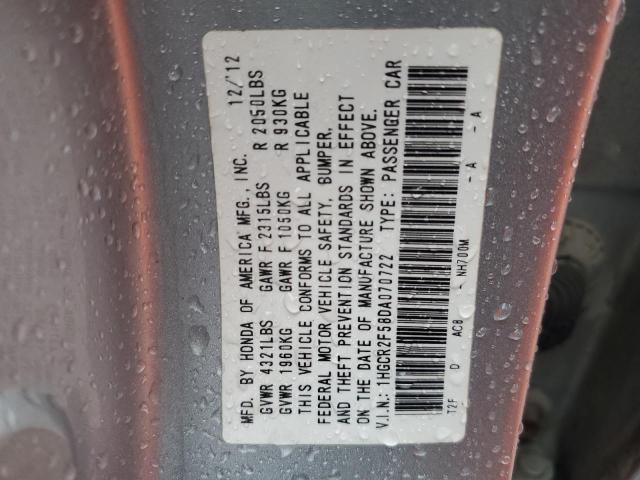 MFD. BY HONDA OF AMERICA MFG., INC. 12/'12
GVWR 4321LBS GAWR F 2315LBS R 2050LBS
GVWR 1960KG GAWR F 1050KG R 930KG
THIS VEHICLE CONFORMS TO ALL APPLICABLE
FEDERAL MOTOR VEHICLE SAFETY, BUMPER,
AND THEFT PREVENTION STANDARDS IN EFFECT
ON THE DATE OF MANUFACTURE SHOWN ABOVE.
V.I.N.: 1HGCR2F58DA070722 TYPE: PASSENGER CAR
T2F D AC8 - NH700M - A - A